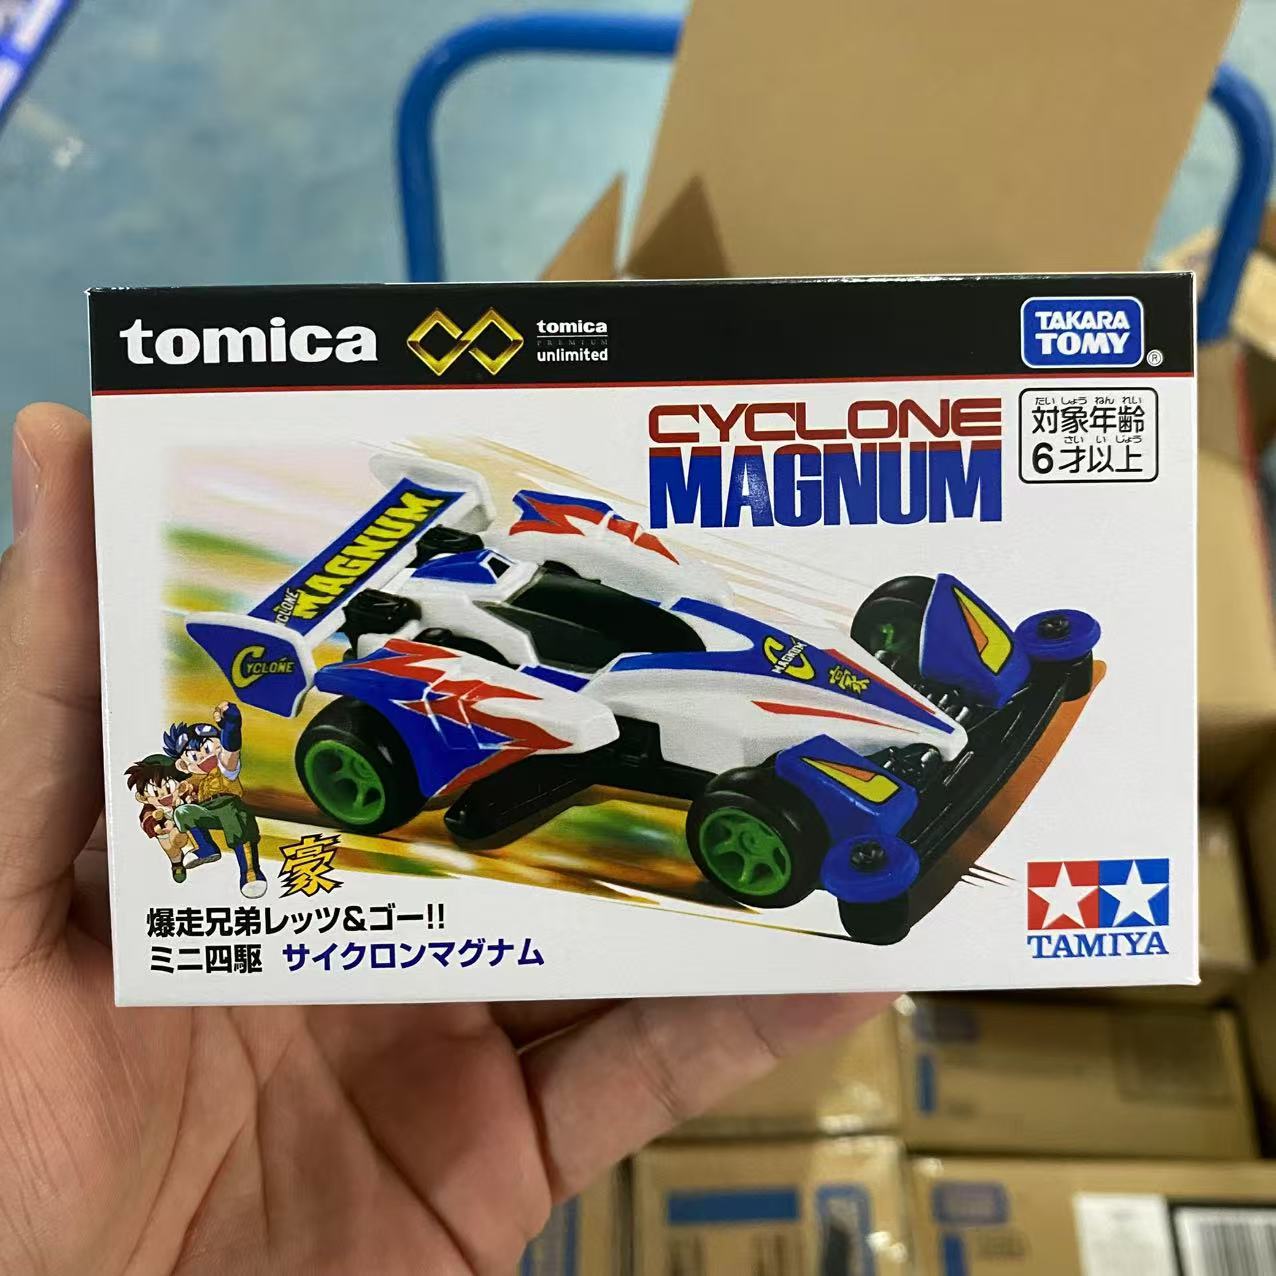 tomica
tomica
PREMIUM
unlimited
TAKARA
TOMY
®
CYCLONE
MAGNUM
たいしょうねんれい
対象年齢
さいいじょう
6才以上
MAGNUM
CYCLONE
CYCLONE
MAGNUM
豪
豪
爆走兄弟レッツ&ゴー!!
ミニ四駆 サイクロンマグナム
TAMIYA